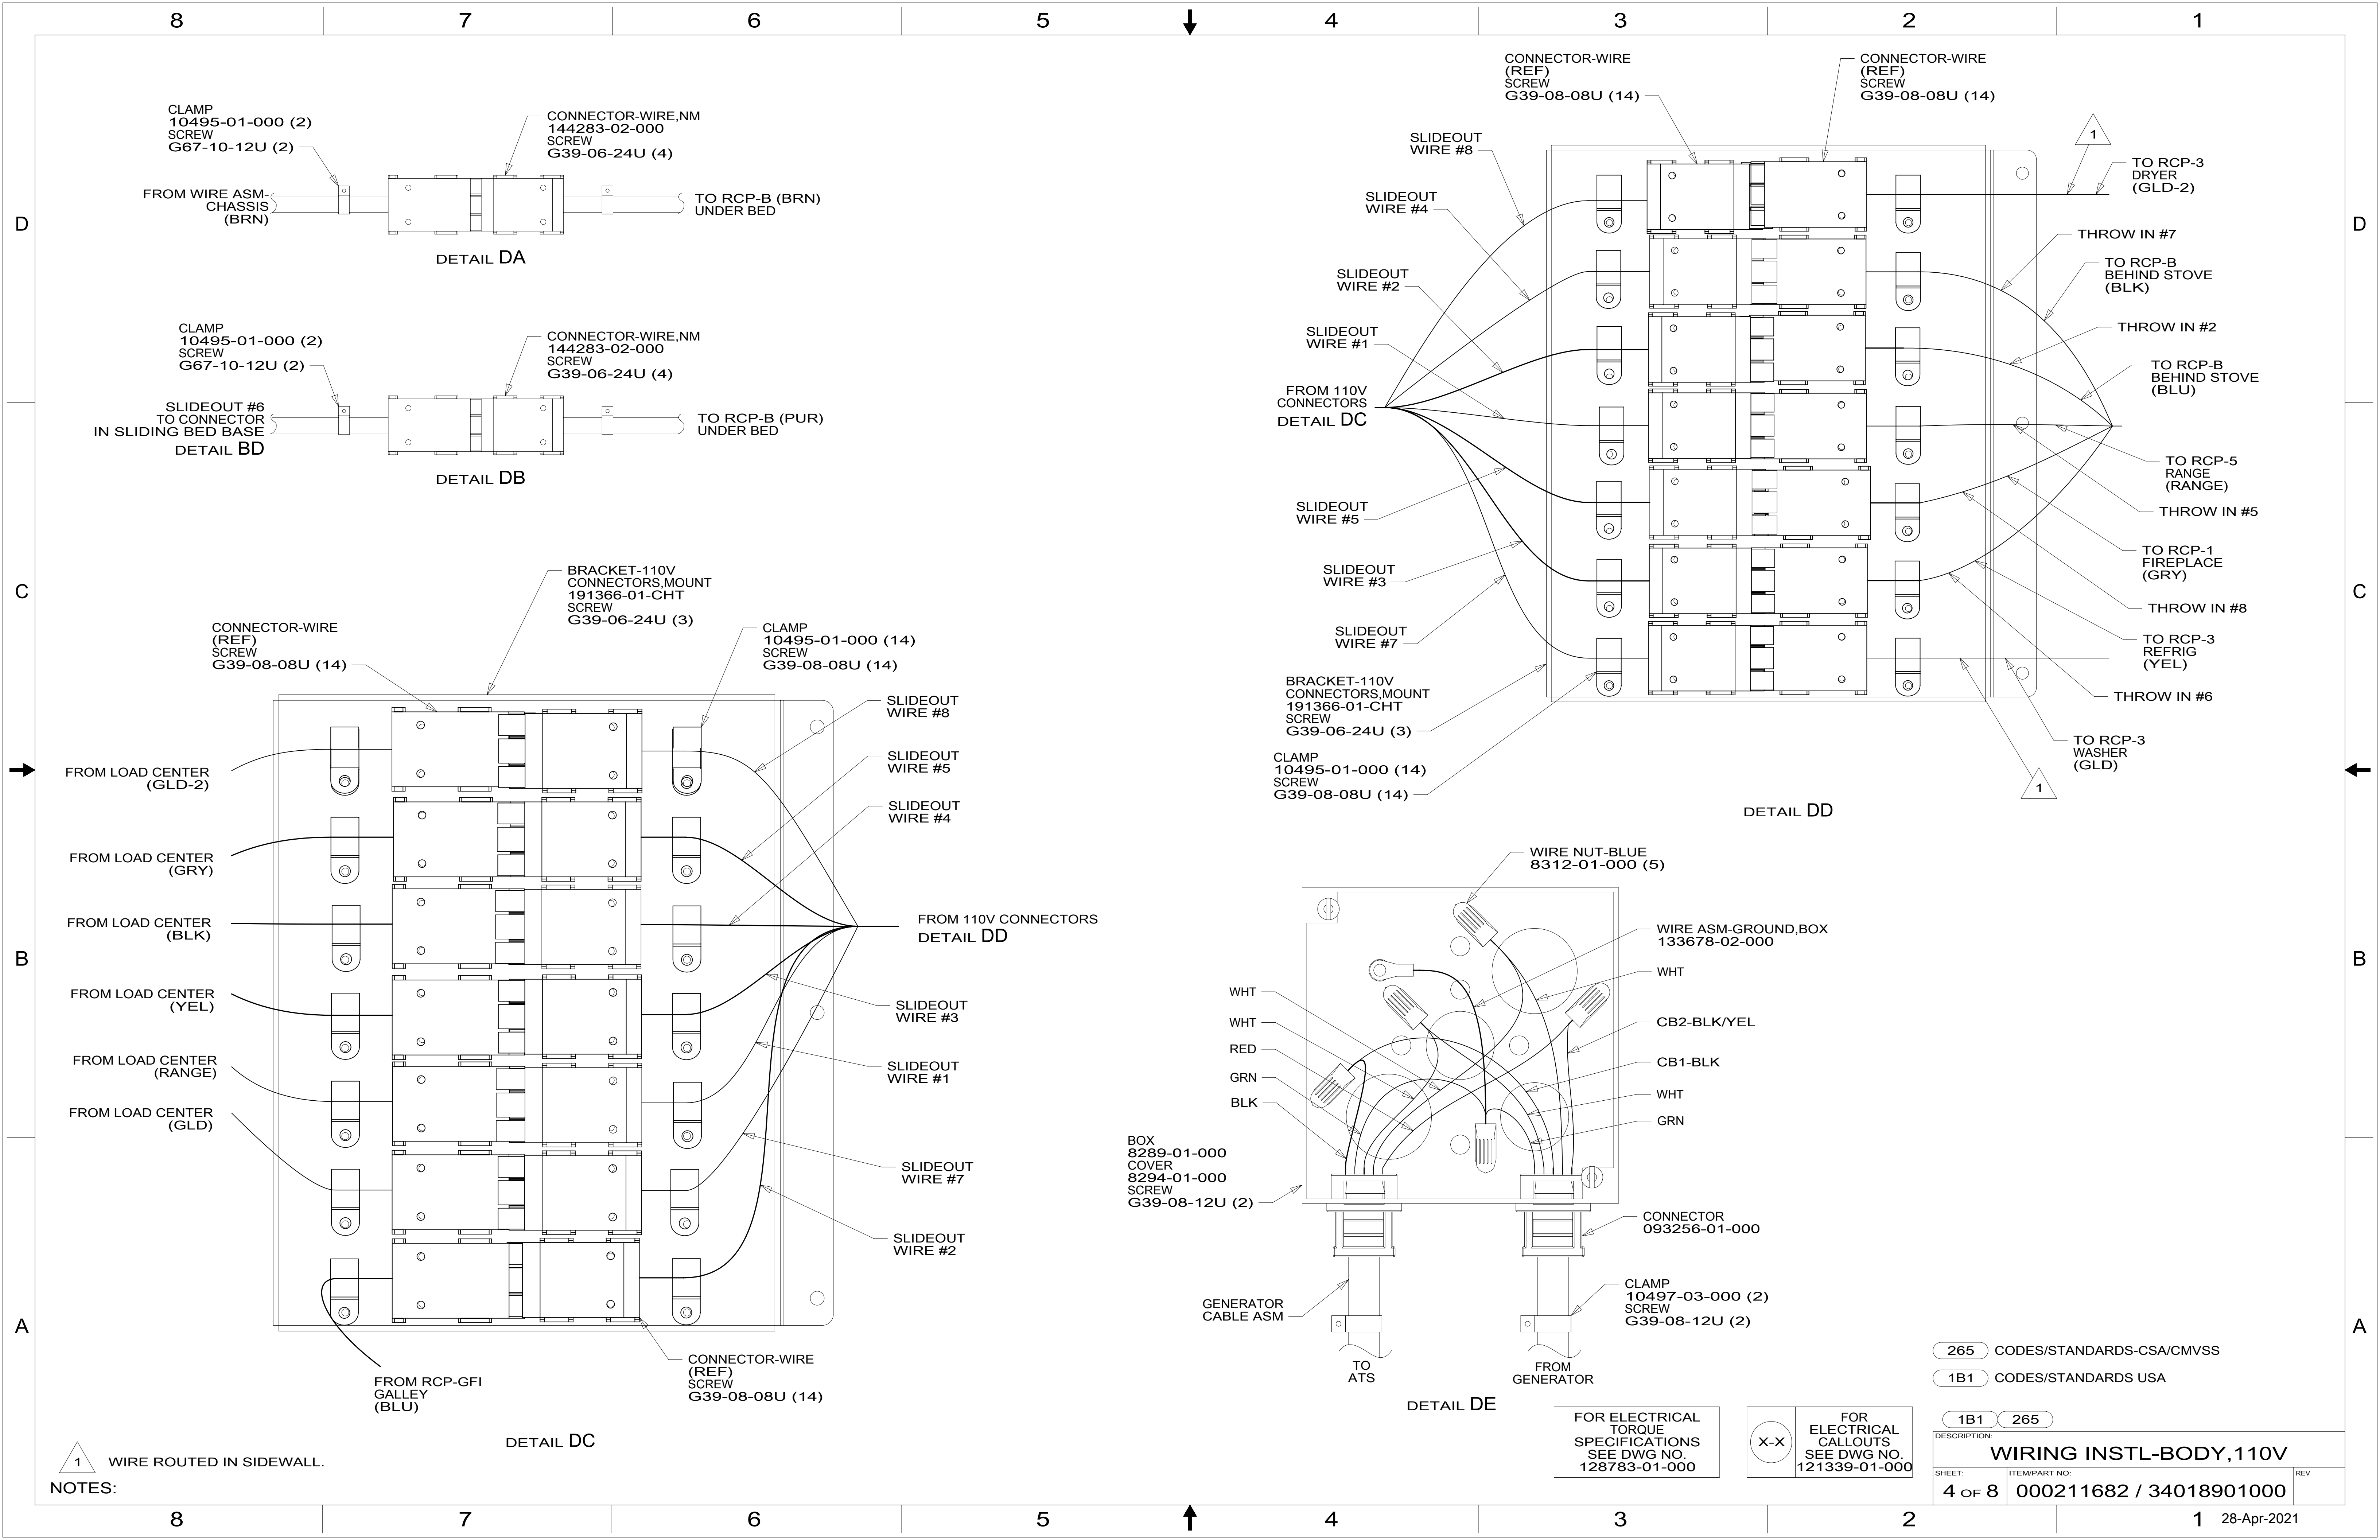 8 7 6 5 4 3 2 1
D
C
B
A
CLAMP
10495-01-000 (2)
SCREW
G67-10-12U (2)
CONNECTOR-WIRE,NM
144283-02-000
SCREW
G39-06-24U (4)
FROM WIRE ASM-
CHASSIS
(BRN)
TO RCP-B (BRN)
UNDER BED
DETAIL DA
CLAMP
10495-01-000 (2)
SCREW
G67-10-12U (2)
CONNECTOR-WIRE,NM
144283-02-000
SCREW
G39-06-24U (4)
SLIDEOUT #6
TO CONNECTOR
IN SLIDING BED BASE
DETAIL BD
TO RCP-B (PUR)
UNDER BED
DETAIL DB
BRACKET-110V
CONNECTORS,MOUNT
191366-01-CHT
SCREW
G39-06-24U (3)
CONNECTOR-WIRE
(REF)
SCREW
G39-08-08U (14)
CLAMP
10495-01-000 (14)
SCREW
G39-08-08U (14)
SLIDEOUT
WIRE #8
SLIDEOUT
WIRE #5
SLIDEOUT
WIRE #4
FROM LOAD CENTER
(GLD-2)
FROM LOAD CENTER
(GRY)
FROM LOAD CENTER
(BLK)
FROM LOAD CENTER
(YEL)
FROM LOAD CENTER
(RANGE)
FROM LOAD CENTER
(GLD)
FROM 110V CONNECTORS
DETAIL DD
SLIDEOUT
WIRE #3
SLIDEOUT
WIRE #1
SLIDEOUT
WIRE #7
SLIDEOUT
WIRE #2
FROM RCP-GFI
GALLEY
(BLU)
CONNECTOR-WIRE
(REF)
SCREW
G39-08-08U (14)
DETAIL DC
1 WIRE ROUTED IN SIDEWALL.
NOTES:
CONNECTOR-WIRE
(REF)
SCREW
G39-08-08U (14)
CONNECTOR-WIRE
(REF)
SCREW
G39-08-08U (14)
SLIDEOUT
WIRE #8
SLIDEOUT
WIRE #4
SLIDEOUT
WIRE #2
SLIDEOUT
WIRE #1
FROM 110V
CONNECTORS
DETAIL DC
SLIDEOUT
WIRE #5
SLIDEOUT
WIRE #3
SLIDEOUT
WIRE #7
BRACKET-110V
CONNECTORS,MOUNT
191366-01-CHT
SCREW
G39-06-24U (3)
CLAMP
10495-01-000 (14)
SCREW
G39-08-08U (14)
1
TO RCP-3
DRYER
(GLD-2)
THROW IN #7
TO RCP-B
BEHIND STOVE
(BLK)
THROW IN #2
TO RCP-B
BEHIND STOVE
(BLU)
TO RCP-5
RANGE
(RANGE)
THROW IN #5
TO RCP-1
FIREPLACE
(GRY)
THROW IN #8
TO RCP-3
REFRIG
(YEL)
THROW IN #6
TO RCP-3
WASHER
(GLD)
1
DETAIL DD
WIRE NUT-BLUE
8312-01-000 (5)
WIRE ASM-GROUND,BOX
133678-02-000
WHT
CB2-BLK/YEL
CB1-BLK
WHT
GRN
WHT
WHT
RED
GRN
BLK
BOX
8289-01-000
COVER
8294-01-000
SCREW
G39-08-12U (2)
CONNECTOR
093256-01-000
GENERATOR
CABLE ASM
CLAMP
10497-03-000 (2)
SCREW
G39-08-12U (2)
TO
ATS
FROM
GENERATOR
DETAIL DE
265 CODES/STANDARDS-CSA/CMVSS
1B1 CODES/STANDARDS USA
FOR ELECTRICAL
TORQUE
SPECIFICATIONS
SEE DWG NO.
128783-01-000
X-X
FOR
ELECTRICAL
CALLOUTS
SEE DWG NO.
121339-01-000
1B1 265
DESCRIPTION:
WIRING INSTL-BODY,110V
SHEET:
4 OF 8
ITEM/PART NO:
000211682 / 34018901000
REV
D
C
B
A
8 7 6 5 4 3 2 1
28-Apr-2021